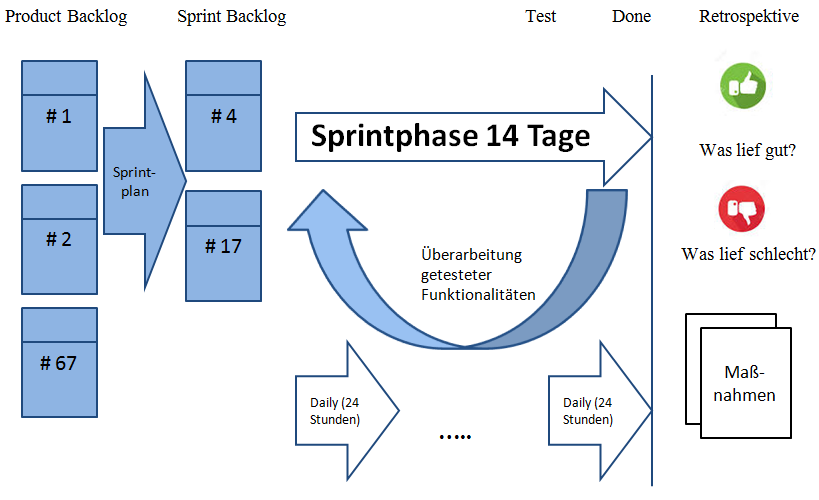 Product Backlog
Sprint Backlog
Test
Done
Retrospektive
# 1
# 2
# 67
Sprint-
plan
# 4
# 17
Sprintphase 14 Tage
Überarbeitung
getesteter
Funktionalitäten
Daily (24
Stunden)
.....
Daily (24
Stunden)
Was lief gut?
Was lief schlecht?
Maß-
nahmen